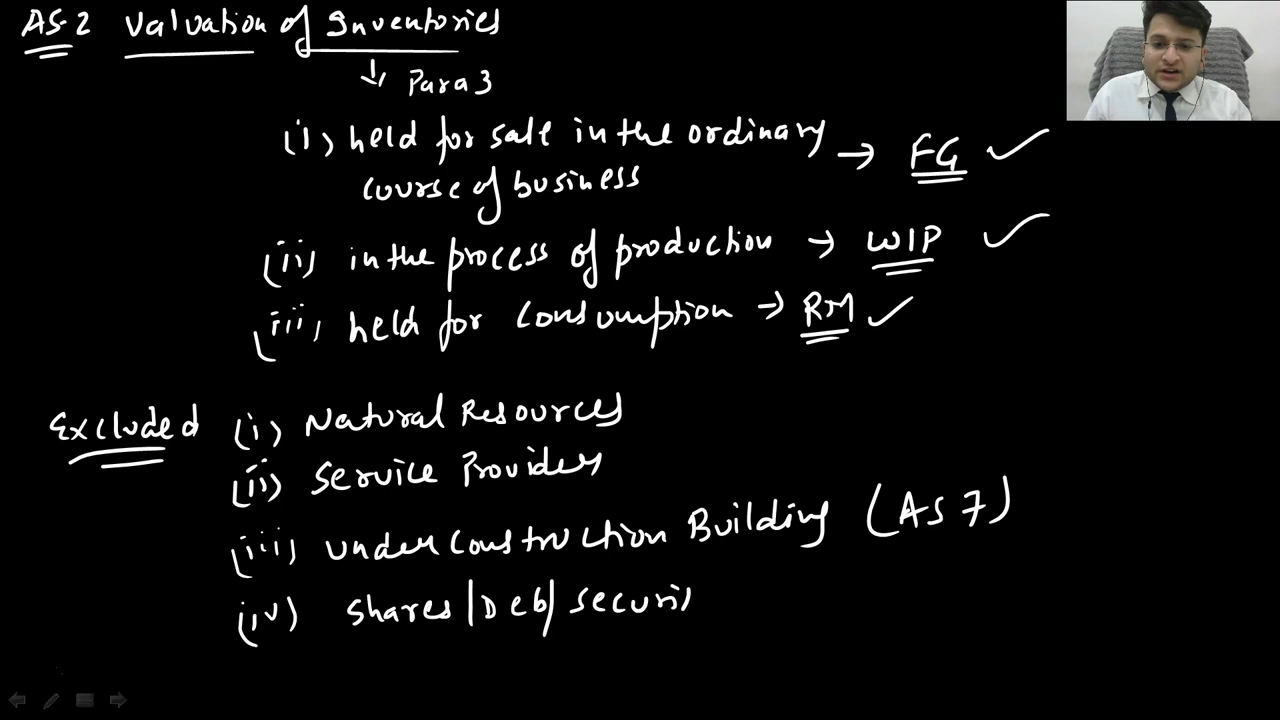 AS-2 Valuation of Inventories
↓ Para 3
(i) held for sale in the ordinary → FG ✓
course of business
(ii) in the process of production → WIP ✓
(iii) held for consumption → RM ✓
Excluded (i) Natural Resources
(ii) Service Providers
(iii) under construction Building (AS 7)
(iv) shares/Deb/securi